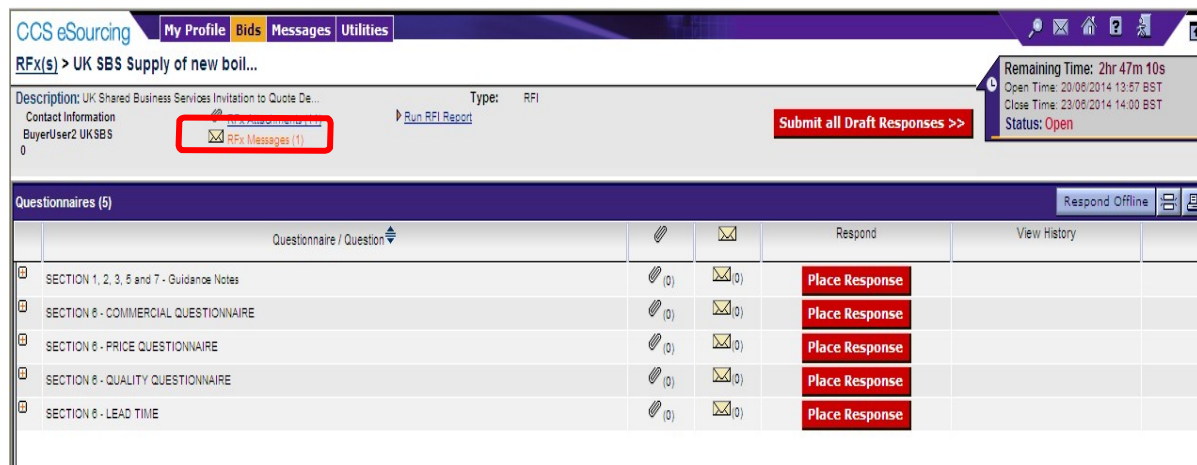 CCS eSourcing My Profile Bids Messages Utilities
RFx(s) > UK SBS Supply of new boil...
Remaining Time: 2hr 47m 10s
Open Time: 20/06/2014 13:57 BST
Close Time: 23/06/2014 14:00 BST
Status: Open
Description: UK Shared Business Services Invitation to Quote De...
Type: RFI
Contact Information
Run RFI Report
Submit all Draft Responses >>
BuyerUser2 UKSBS
RFx Messages (1)
0
Questionnaires (5) Respond Offline
Questionnaire / Question Respond View History
SECTION 1, 2, 3, 5 and 7 - Guidance Notes (0) (0) Place Response
SECTION 6 - COMMERCIAL QUESTIONNAIRE (0) (0) Place Response
SECTION 6 - PRICE QUESTIONNAIRE (0) (0) Place Response
SECTION 6 - QUALITY QUESTIONNAIRE (0) (0) Place Response
SECTION 6 - LEAD TIME (0) (0) Place Response